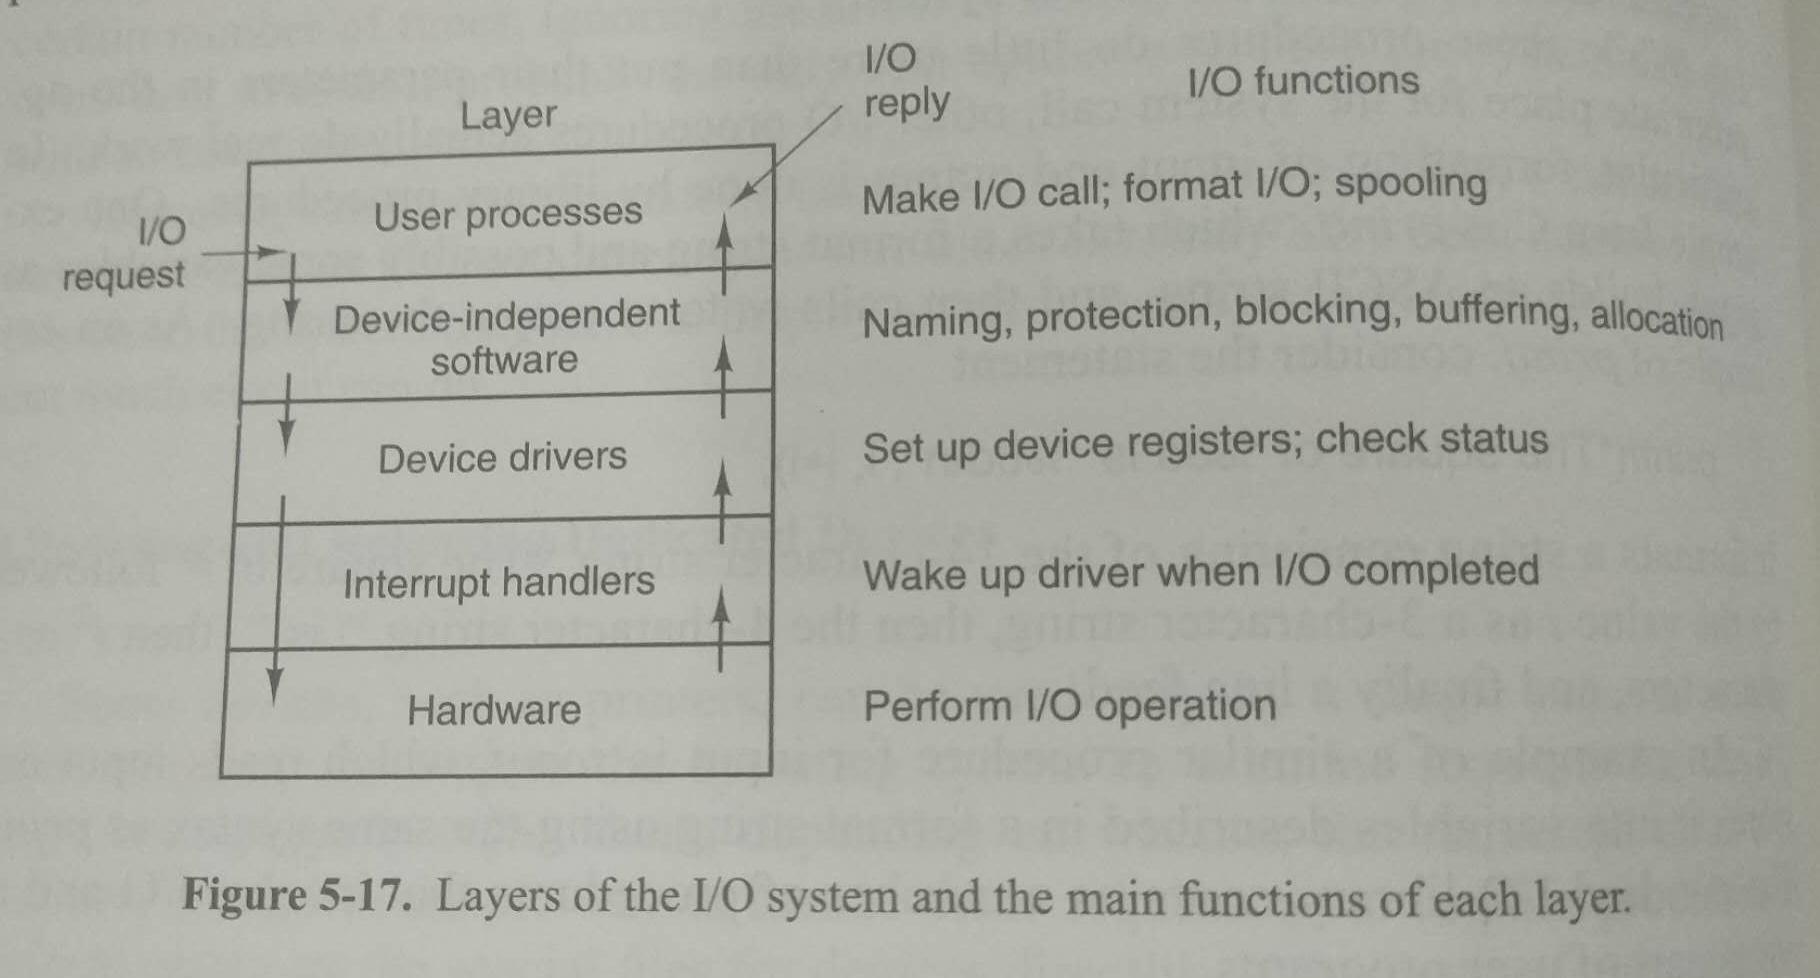 Layer
I/O
reply
I/O functions
I/O
request
User processes
Make I/O call; format I/O; spooling
Device-independent
software
Naming, protection, blocking, buffering, allocation
Device drivers
Set up device registers; check status
Interrupt handlers
Wake up driver when I/O completed
Hardware
Perform I/O operation
Figure 5-17. Layers of the I/O system and the main functions of each layer.